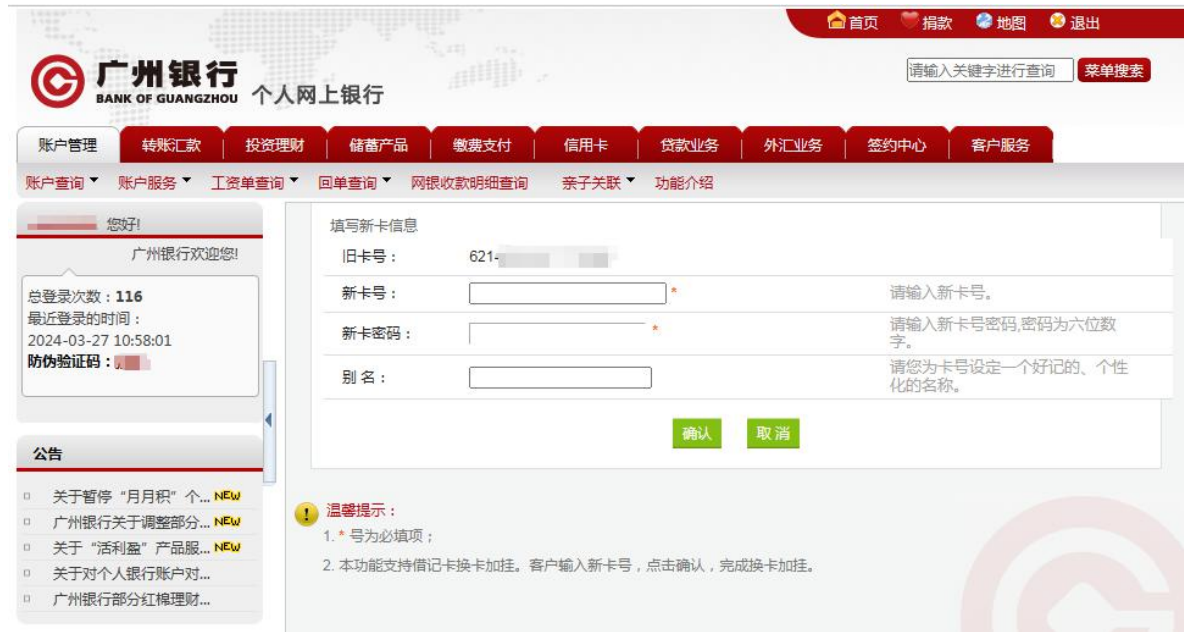 首页 捐款 地图 退出
广州银行 个人网上银行
BANK OF GUANGZHOU
请输入关键字进行查询 菜单搜索
账户管理 转账汇款 投资理财 储蓄产品 缴费支付 信用卡 贷款业务 外汇业务 签约中心 客户服务
账户查询 账户服务 工资单查询 回单查询 网银收款明细查询 亲子关联 功能介绍
您好!
广州银行欢迎您!
总登录次数：116
最近登录的时间：
2024-03-27 10:58:01
防伪验证码：
公告
关于暂停“月月积”个... NEW
广州银行关于调整部分... NEW
关于“活利盈”产品服... NEW
关于对个人银行账户对...
广州银行部分红棉理财...
填写新卡信息
旧卡号： 621-
新卡号： * 请输入新卡号。
新卡密码： * 请输入新卡号密码,密码为六位数
字。
别名： 请您为卡号设定一个好记的、个性
化的名称。
确认 取消
温馨提示：
1. * 号为必填项；
2. 本功能支持借记卡换卡加挂。客户输入新卡号，点击确认，完成换卡加挂。